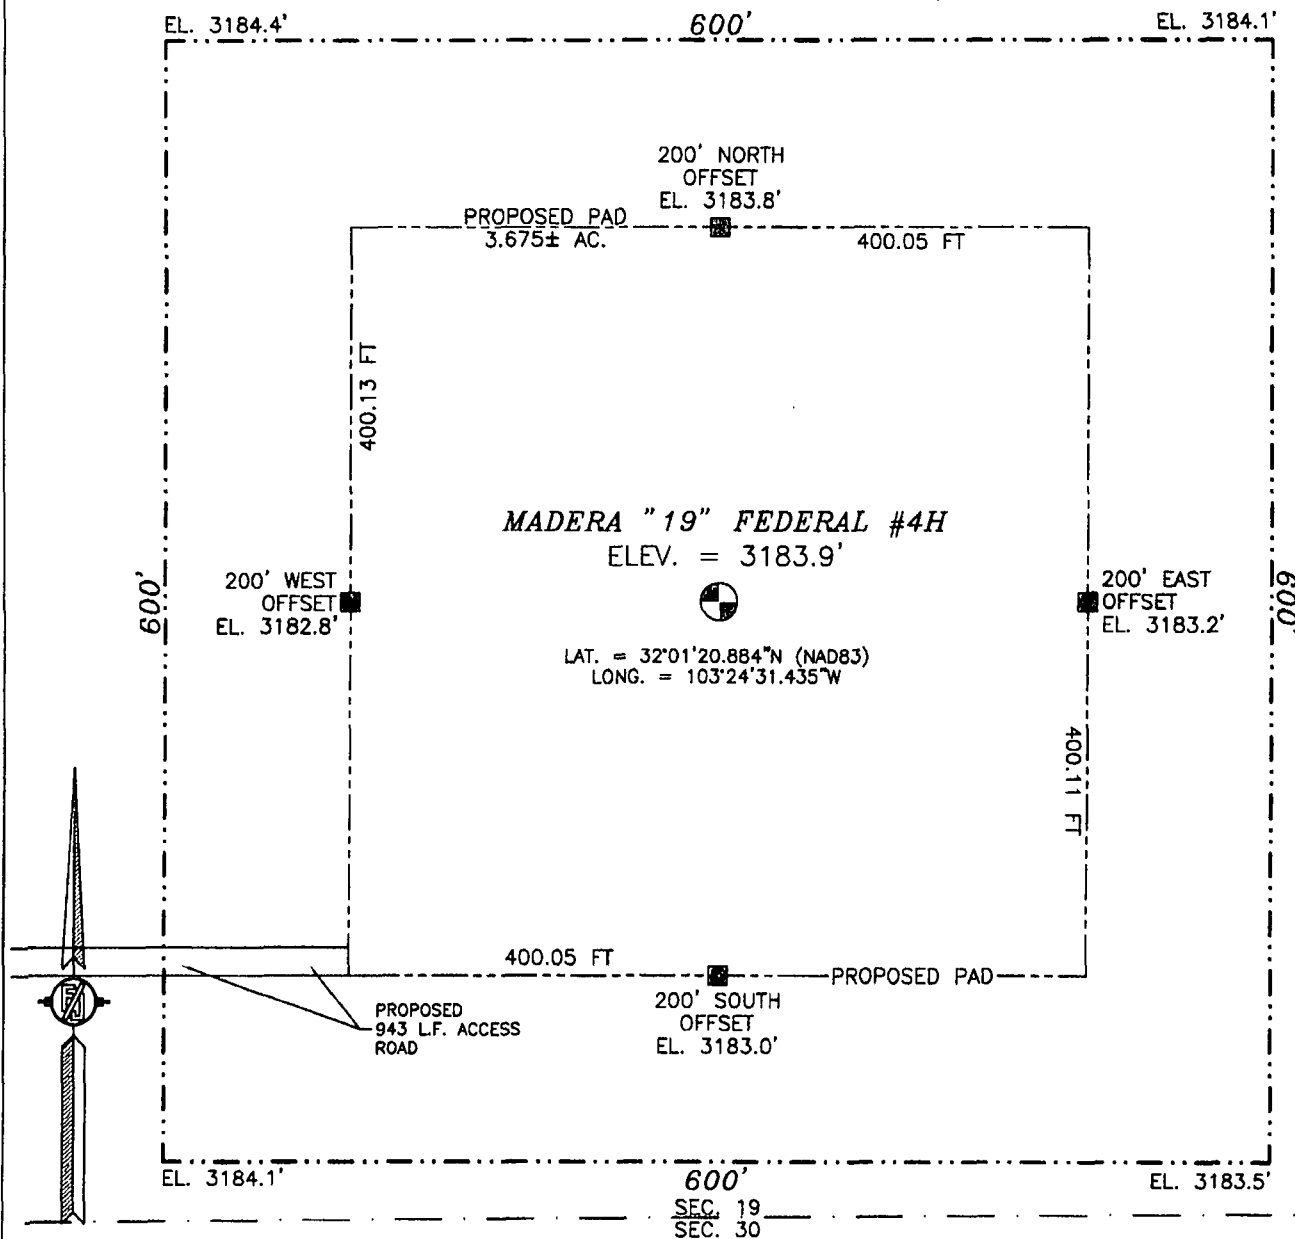 EL. 3184.4'
600'
EL. 3184.1'
200' NORTH
OFFSET
EL. 3183.8'
PROPOSED PAD
3.675± AC.
400.05 FT
400.13 FT
MADERA "19" FEDERAL #4H
ELEV. = 3183.9'
600'
200' WEST
OFFSET
EL. 3182.8'
200' EAST
OFFSET
EL. 3183.2'
600'
LAT. = 32°01'20.884"N (NAD83)
LONG. = 103°24'31.435"W
400.11 FT
400.05 FT
PROPOSED PAD
200' SOUTH
OFFSET
EL. 3183.0'
PROPOSED
943 L.F. ACCESS
ROAD
EL. 3184.1'
600'
EL. 3183.5'
SEC. 19
SEC. 30